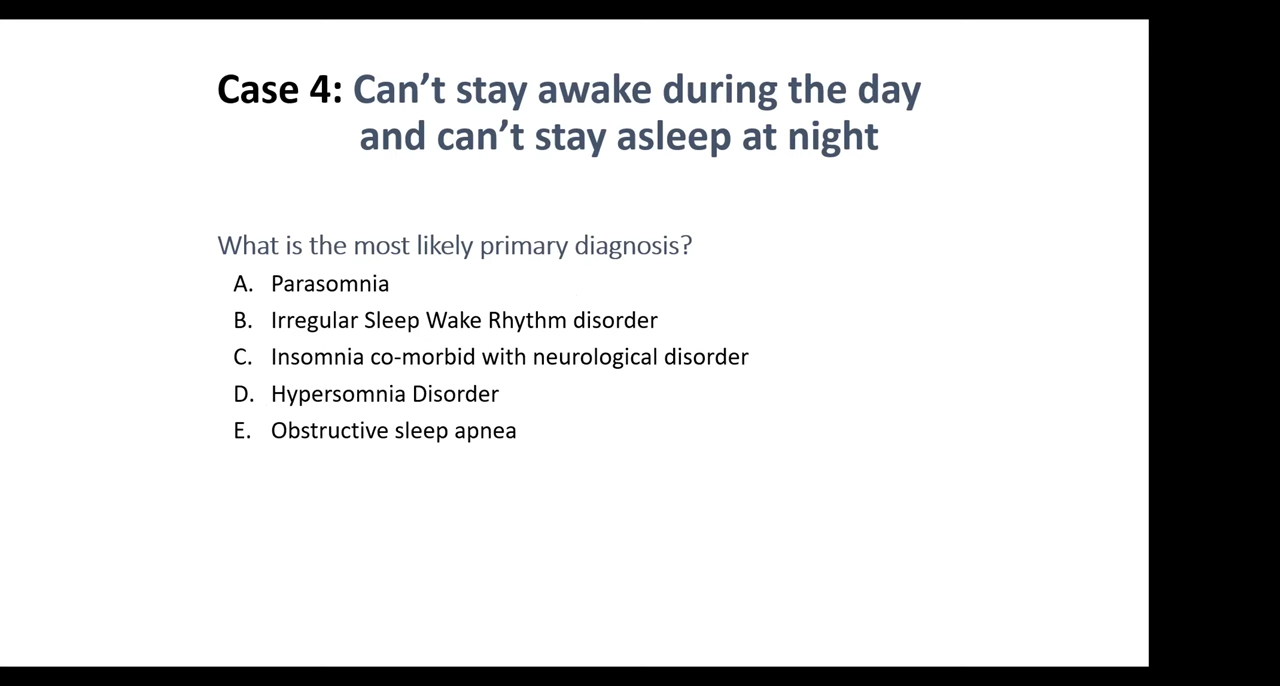 Case 4: Can’t stay awake during the day
and can’t stay asleep at night
What is the most likely primary diagnosis?
A. Parasomnia
B. Irregular Sleep Wake Rhythm disorder
C. Insomnia co-morbid with neurological disorder
D. Hypersomnia Disorder
E. Obstructive sleep apnea